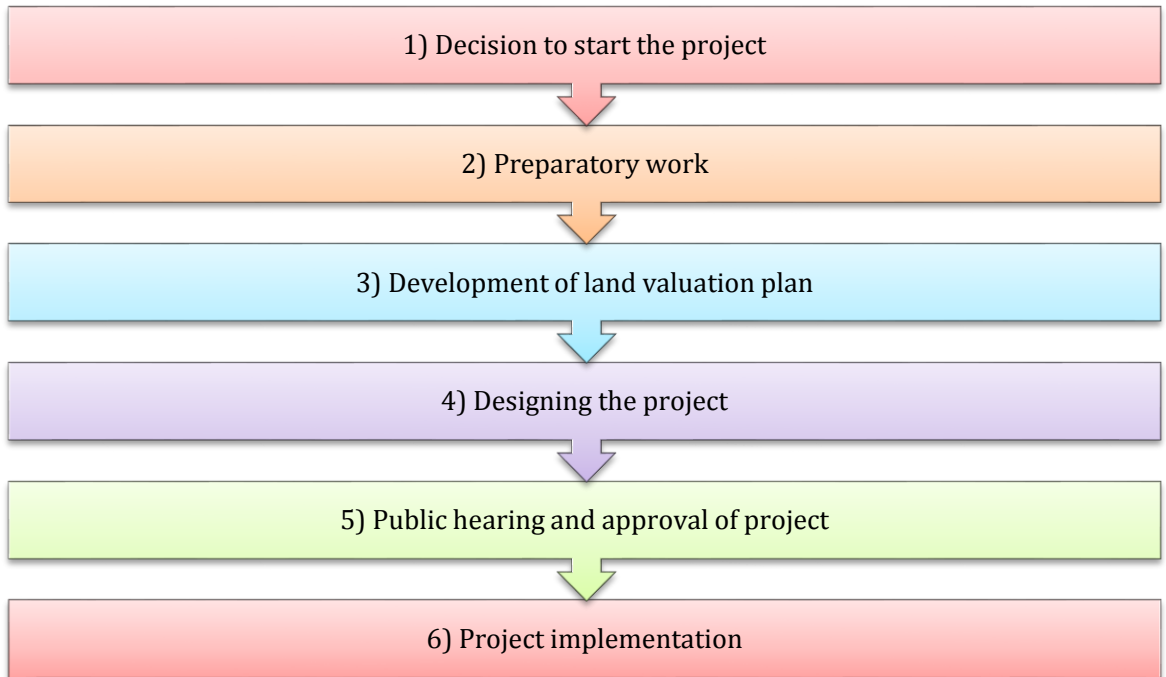 1) Decision to start the project
2) Preparatory work
3) Development of land valuation plan
4) Designing the project
5) Public hearing and approval of project
6) Project implementation